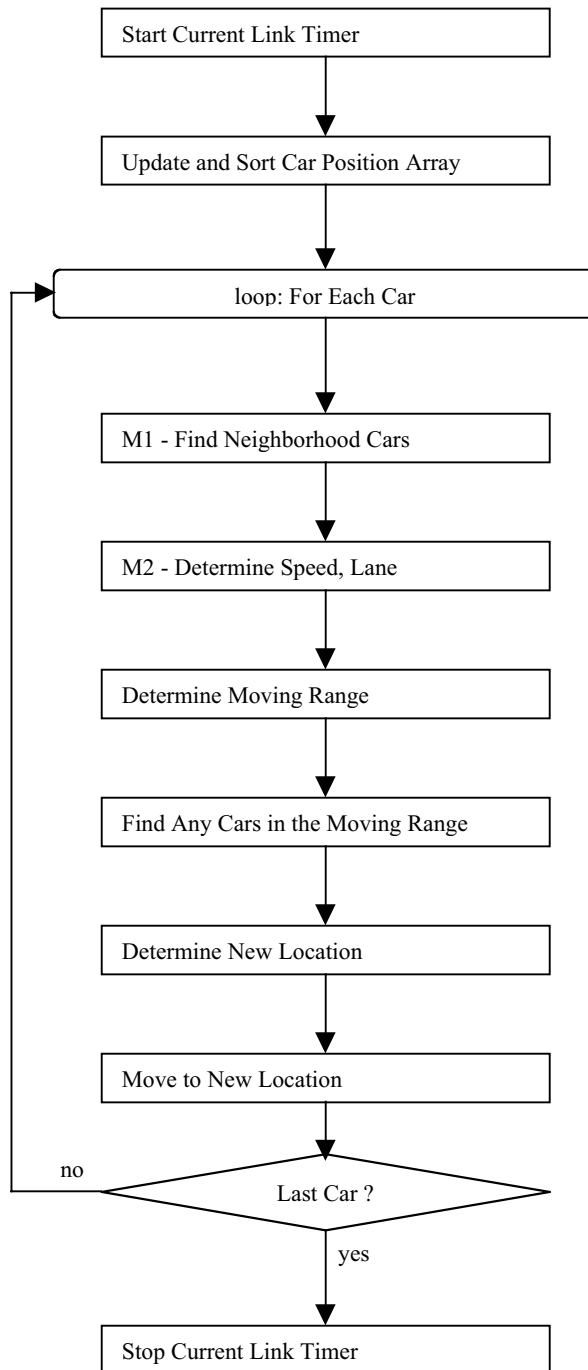 Start Current Link Timer
Update and Sort Car Position Array
loop: For Each Car
M1 - Find Neighborhood Cars
M2 - Determine Speed, Lane
Determine Moving Range
Find Any Cars in the Moving Range
Determine New Location
Move to New Location
no
Last Car ?
yes
Stop Current Link Timer